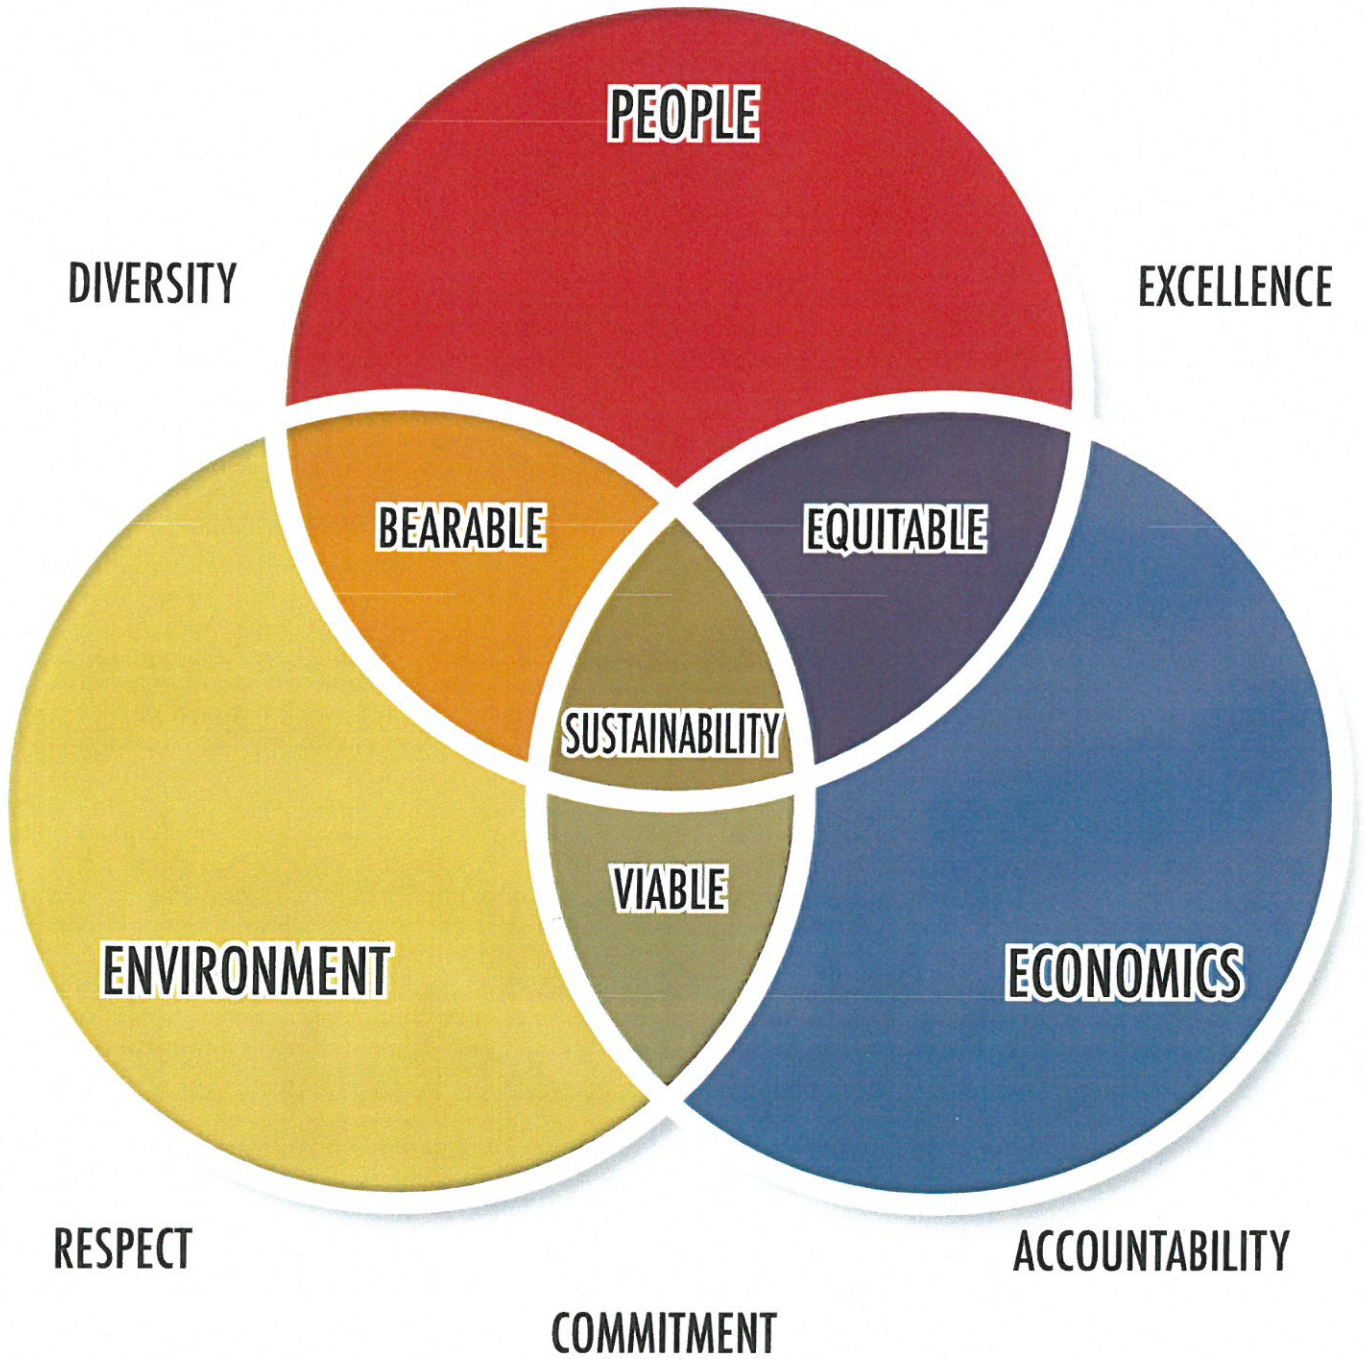 PEOPLE
DIVERSITY
EXCELLENCE
BEARABLE
EQUITABLE
SUSTAINABILITY
VIABLE
ENVIRONMENT
ECONOMICS
RESPECT
ACCOUNTABILITY
COMMITMENT